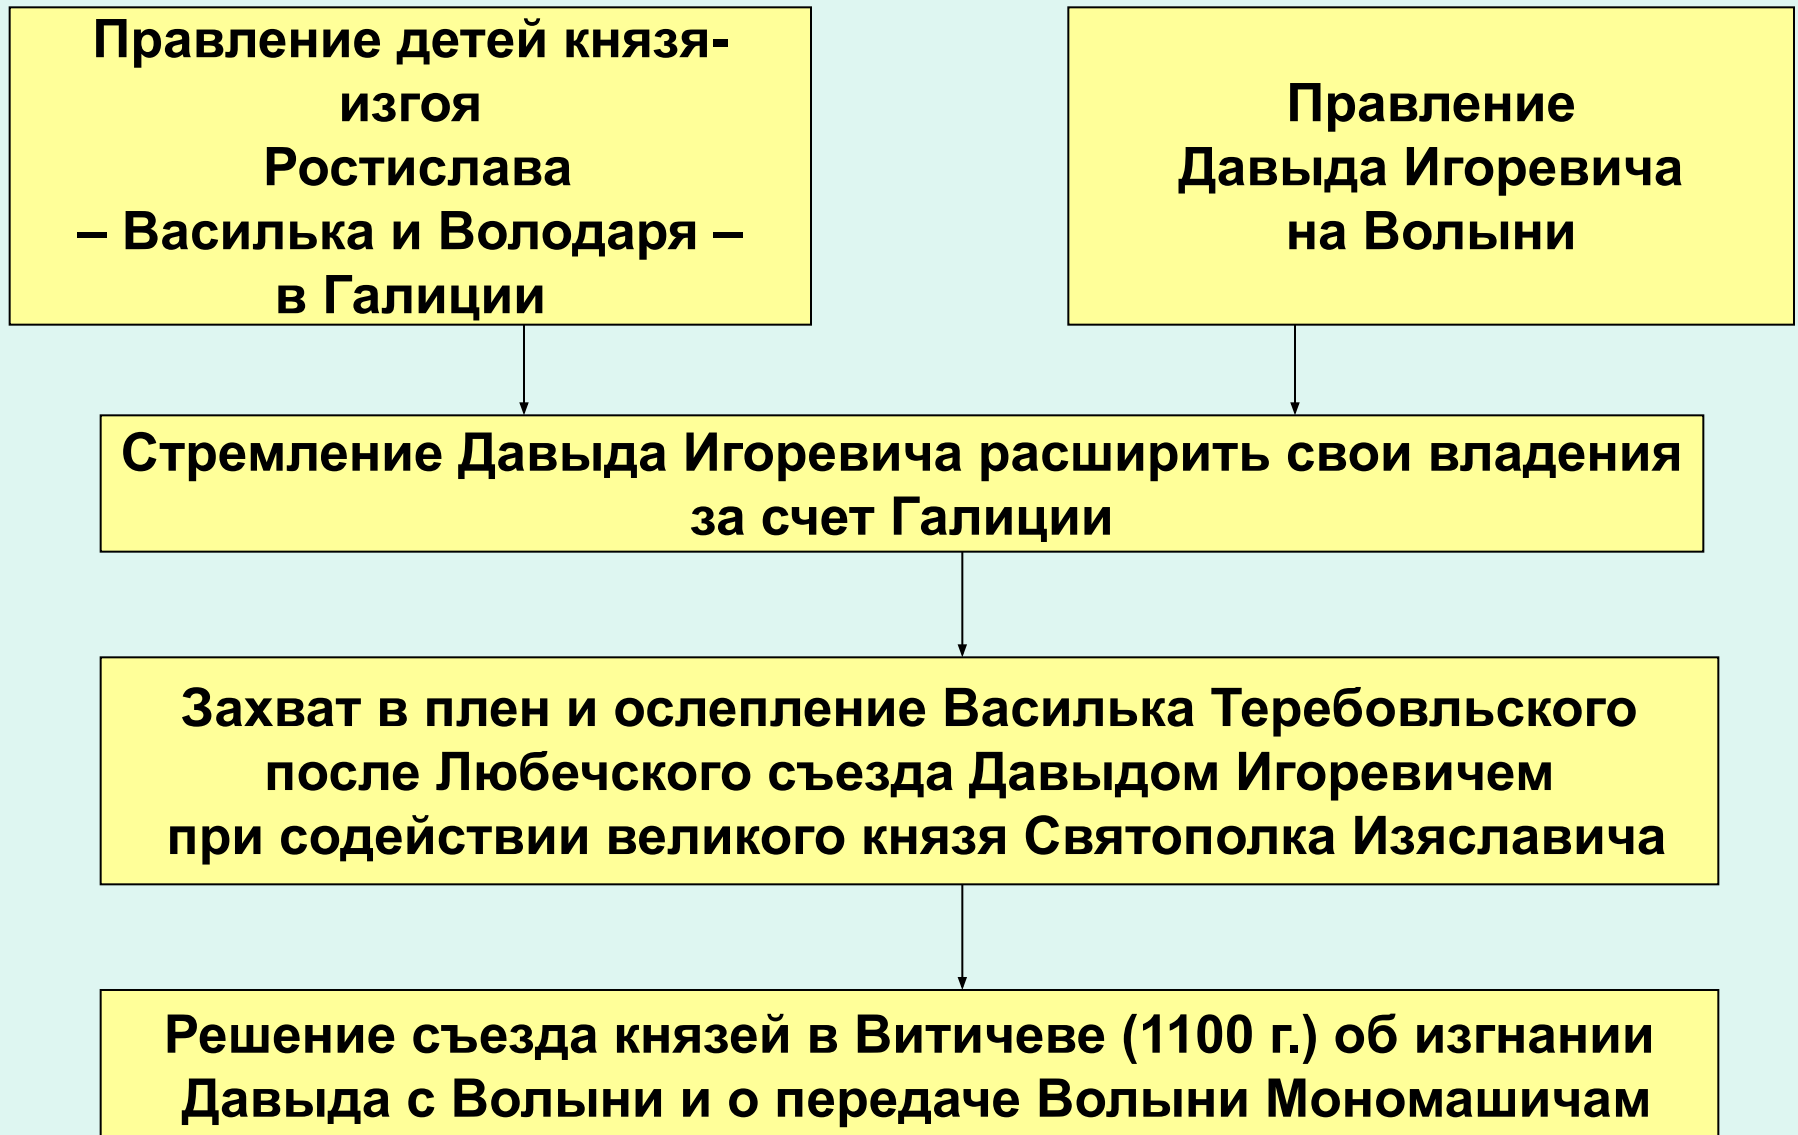 Правление детей князя-
изгоя
Ростислава
– Василька и Володаря –
в Галиции
Правление
Давыда Игоревича
на Волыни
Стремление Давыда Игоревича расширить свои владения
за счет Галиции
Захват в плен и ослепление Василька Теребовльского
после Любечского съезда Давыдом Игоревичем
при содействии великого князя Святополка Изяславича
Решение съезда князей в Витичеве (1100 г.) об изгнании
Давыда с Волыни и о передаче Волыни Мономашичам